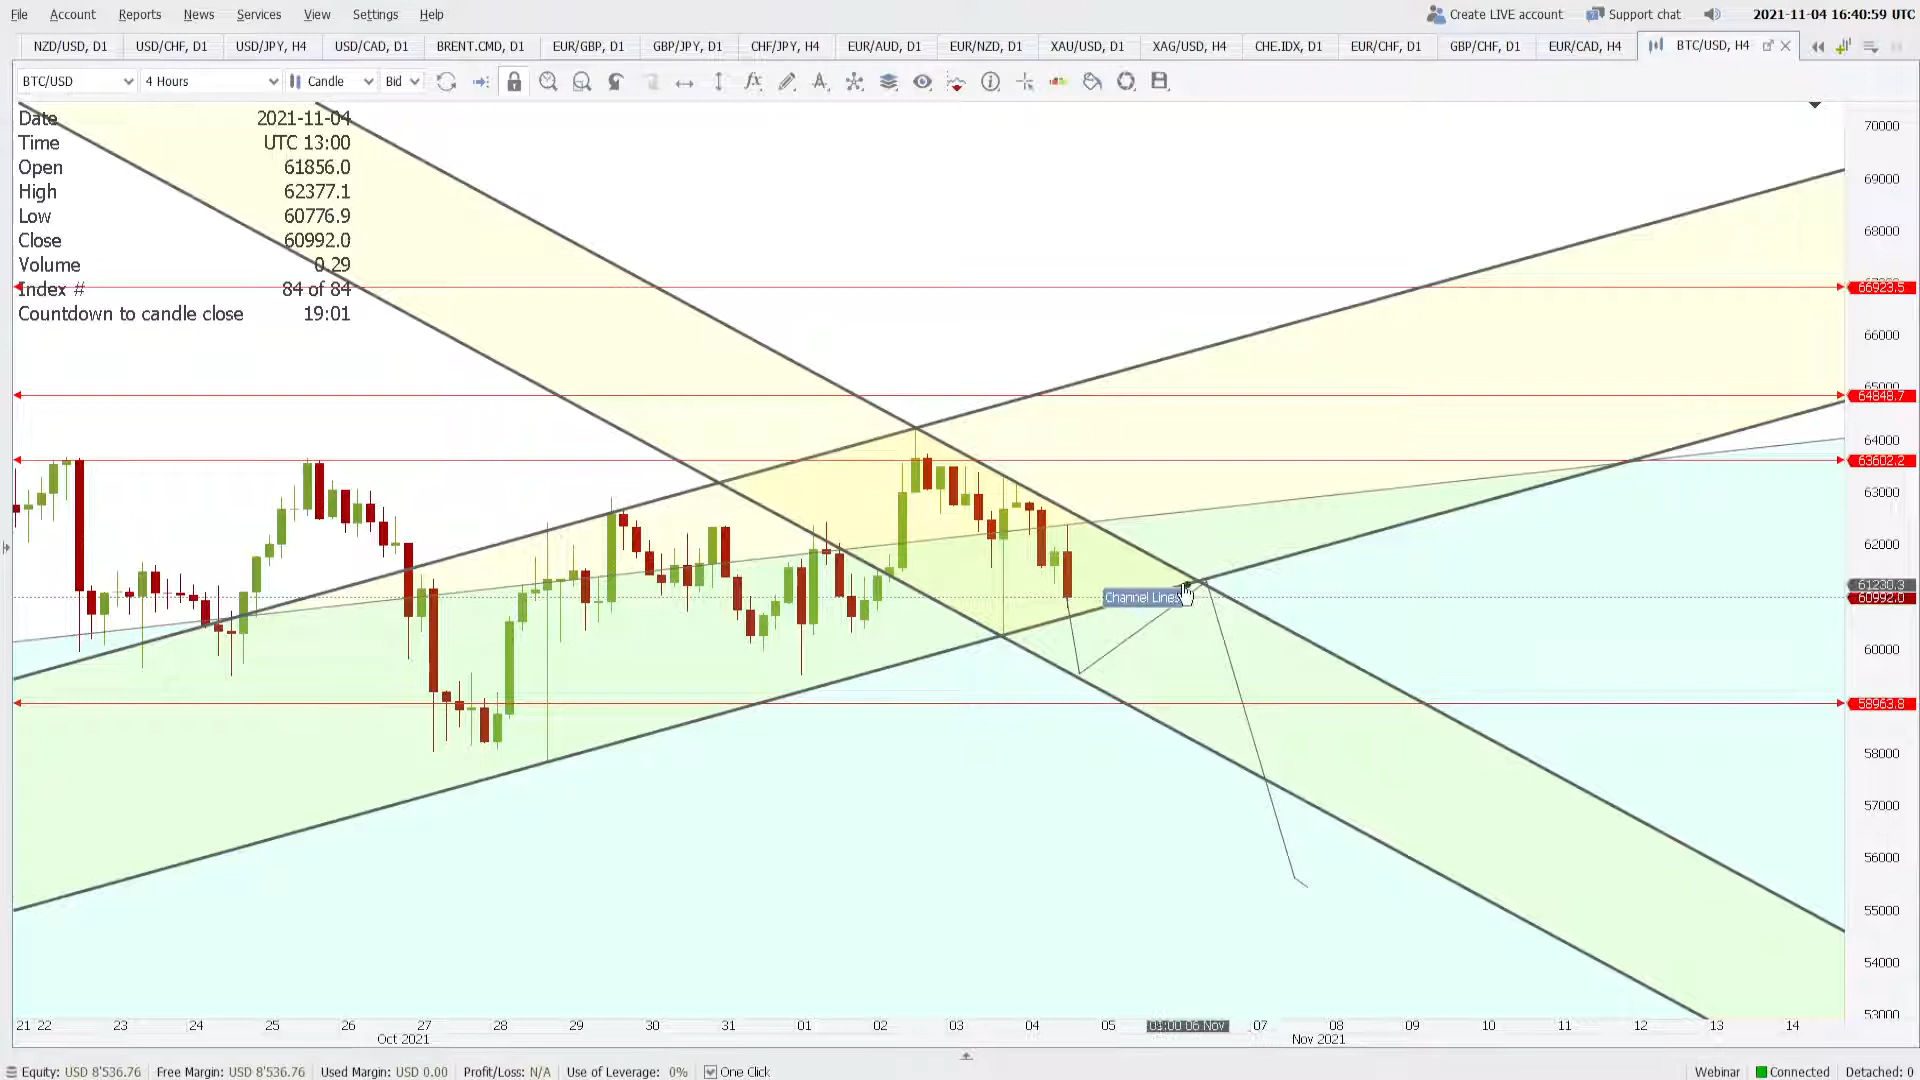 File Account Reports News Services View Settings Help Create LIVE account Support chat 2021-11-04 16:40:59 UTC
NZD/USD, D1 USD/CHF, D1 USD/JPY, H4 USD/CAD, D1 BRENT.CMD, D1 EUR/GBP, D1 GBP/JPY, D1 CHF/JPY, H4 EUR/AUD, D1 EUR/NZD, D1 XAU/USD, D1 XAG/USD, H4 CHE.IDX, D1 EUR/CHF, D1 GBP/CHF, D1 EUR/CAD, H4 BTC/USD, H4
BTC/USD 4 Hours Candle Bid
Date 2021-11-04
Time UTC 13:00
Open 61856.0
High 62377.1
Low 60776.9
Close 60992.0
Volume 0.29
Index # 84 of 84
Countdown to candle close 19:01
70000
69000
68000
66923.5
66000
65000
64848.7
64000
63602.2
63000
62000
61230.3
60992.0
Channel Lines
60000
58963.8
58000
57000
56000
55000
54000
53000
21 22 23 24 25 26 27 28 29 30 31 01 02 03 04 05 01:00 06 Nov 07 08 09 10 11 12 13 14
Oct 2021 Nov 2021
Equity: USD 8'536.76 Free Margin: USD 8'536.76 Used Margin: USD 0.00 Profit/Loss: N/A Use of Leverage: 0% One Click Webinar Connected Detached: 0